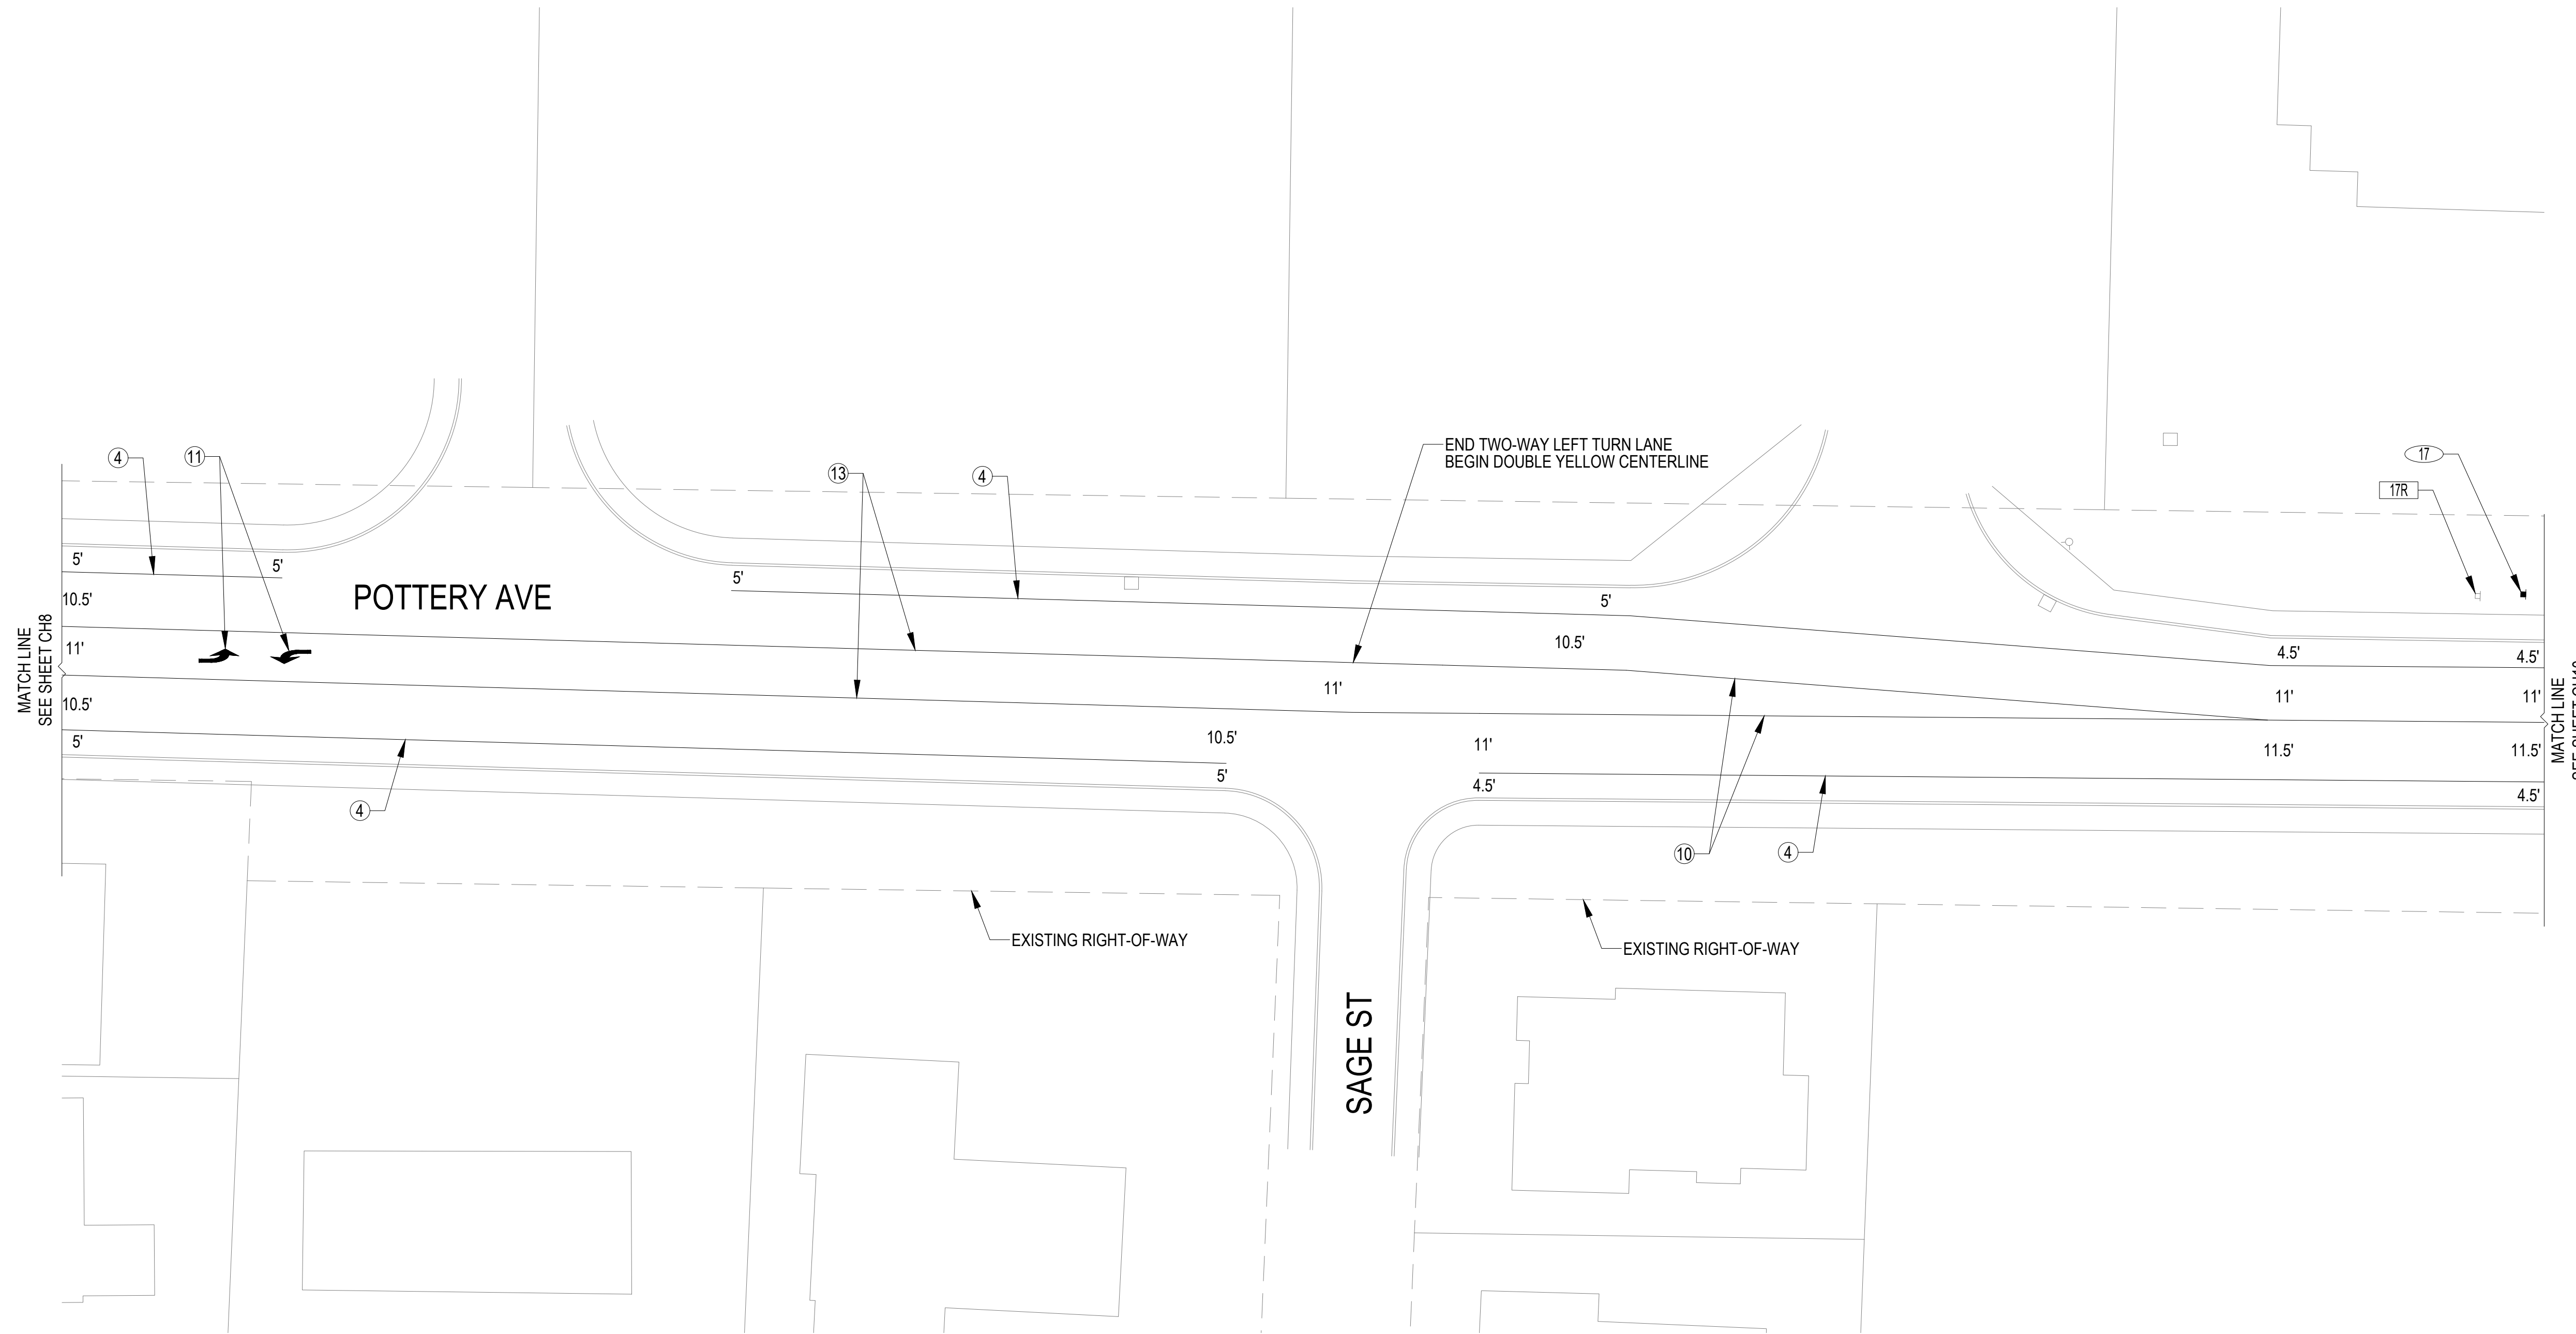 END TWO-WAY LEFT TURN LANE
BEGIN DOUBLE YELLOW CENTERLINE
4
11
13
4
17
17R
5'
5'
5'
5'
POTTERY AVE
10.5'
10.5'
4.5'
4.5'
MATCH LINE
SEE SHEET CH8
11'
11'
11'
11'
10.5'
10.5'
11'
11.5'
11.5'
MATCH LINE
5'
5'
4.5'
4.5'
4
10
4
EXISTING RIGHT-OF-WAY
EXISTING RIGHT-OF-WAY
SAGE ST